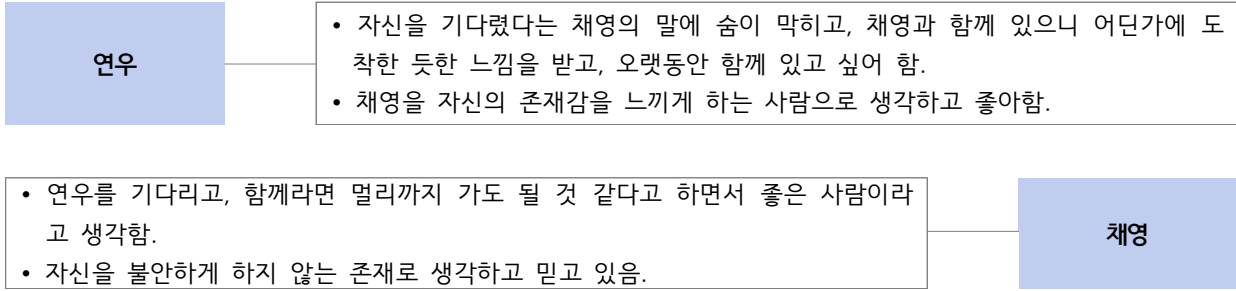 연우
• 자신을 기다렸다는 채영의 말에 숨이 막히고, 채영과 함께 있으니 어딘가에 도
착한 듯한 느낌을 받고, 오랫동안 함께 있고 싶어 함.
• 채영을 자신의 존재감을 느끼게 하는 사람으로 생각하고 좋아함.
• 연우를 기다리고, 함께라면 멀리까지 가도 될 것 같다고 하면서 좋은 사람이라
고 생각함.
• 자신을 불안하게 하지 않는 존재로 생각하고 믿고 있음.
채영